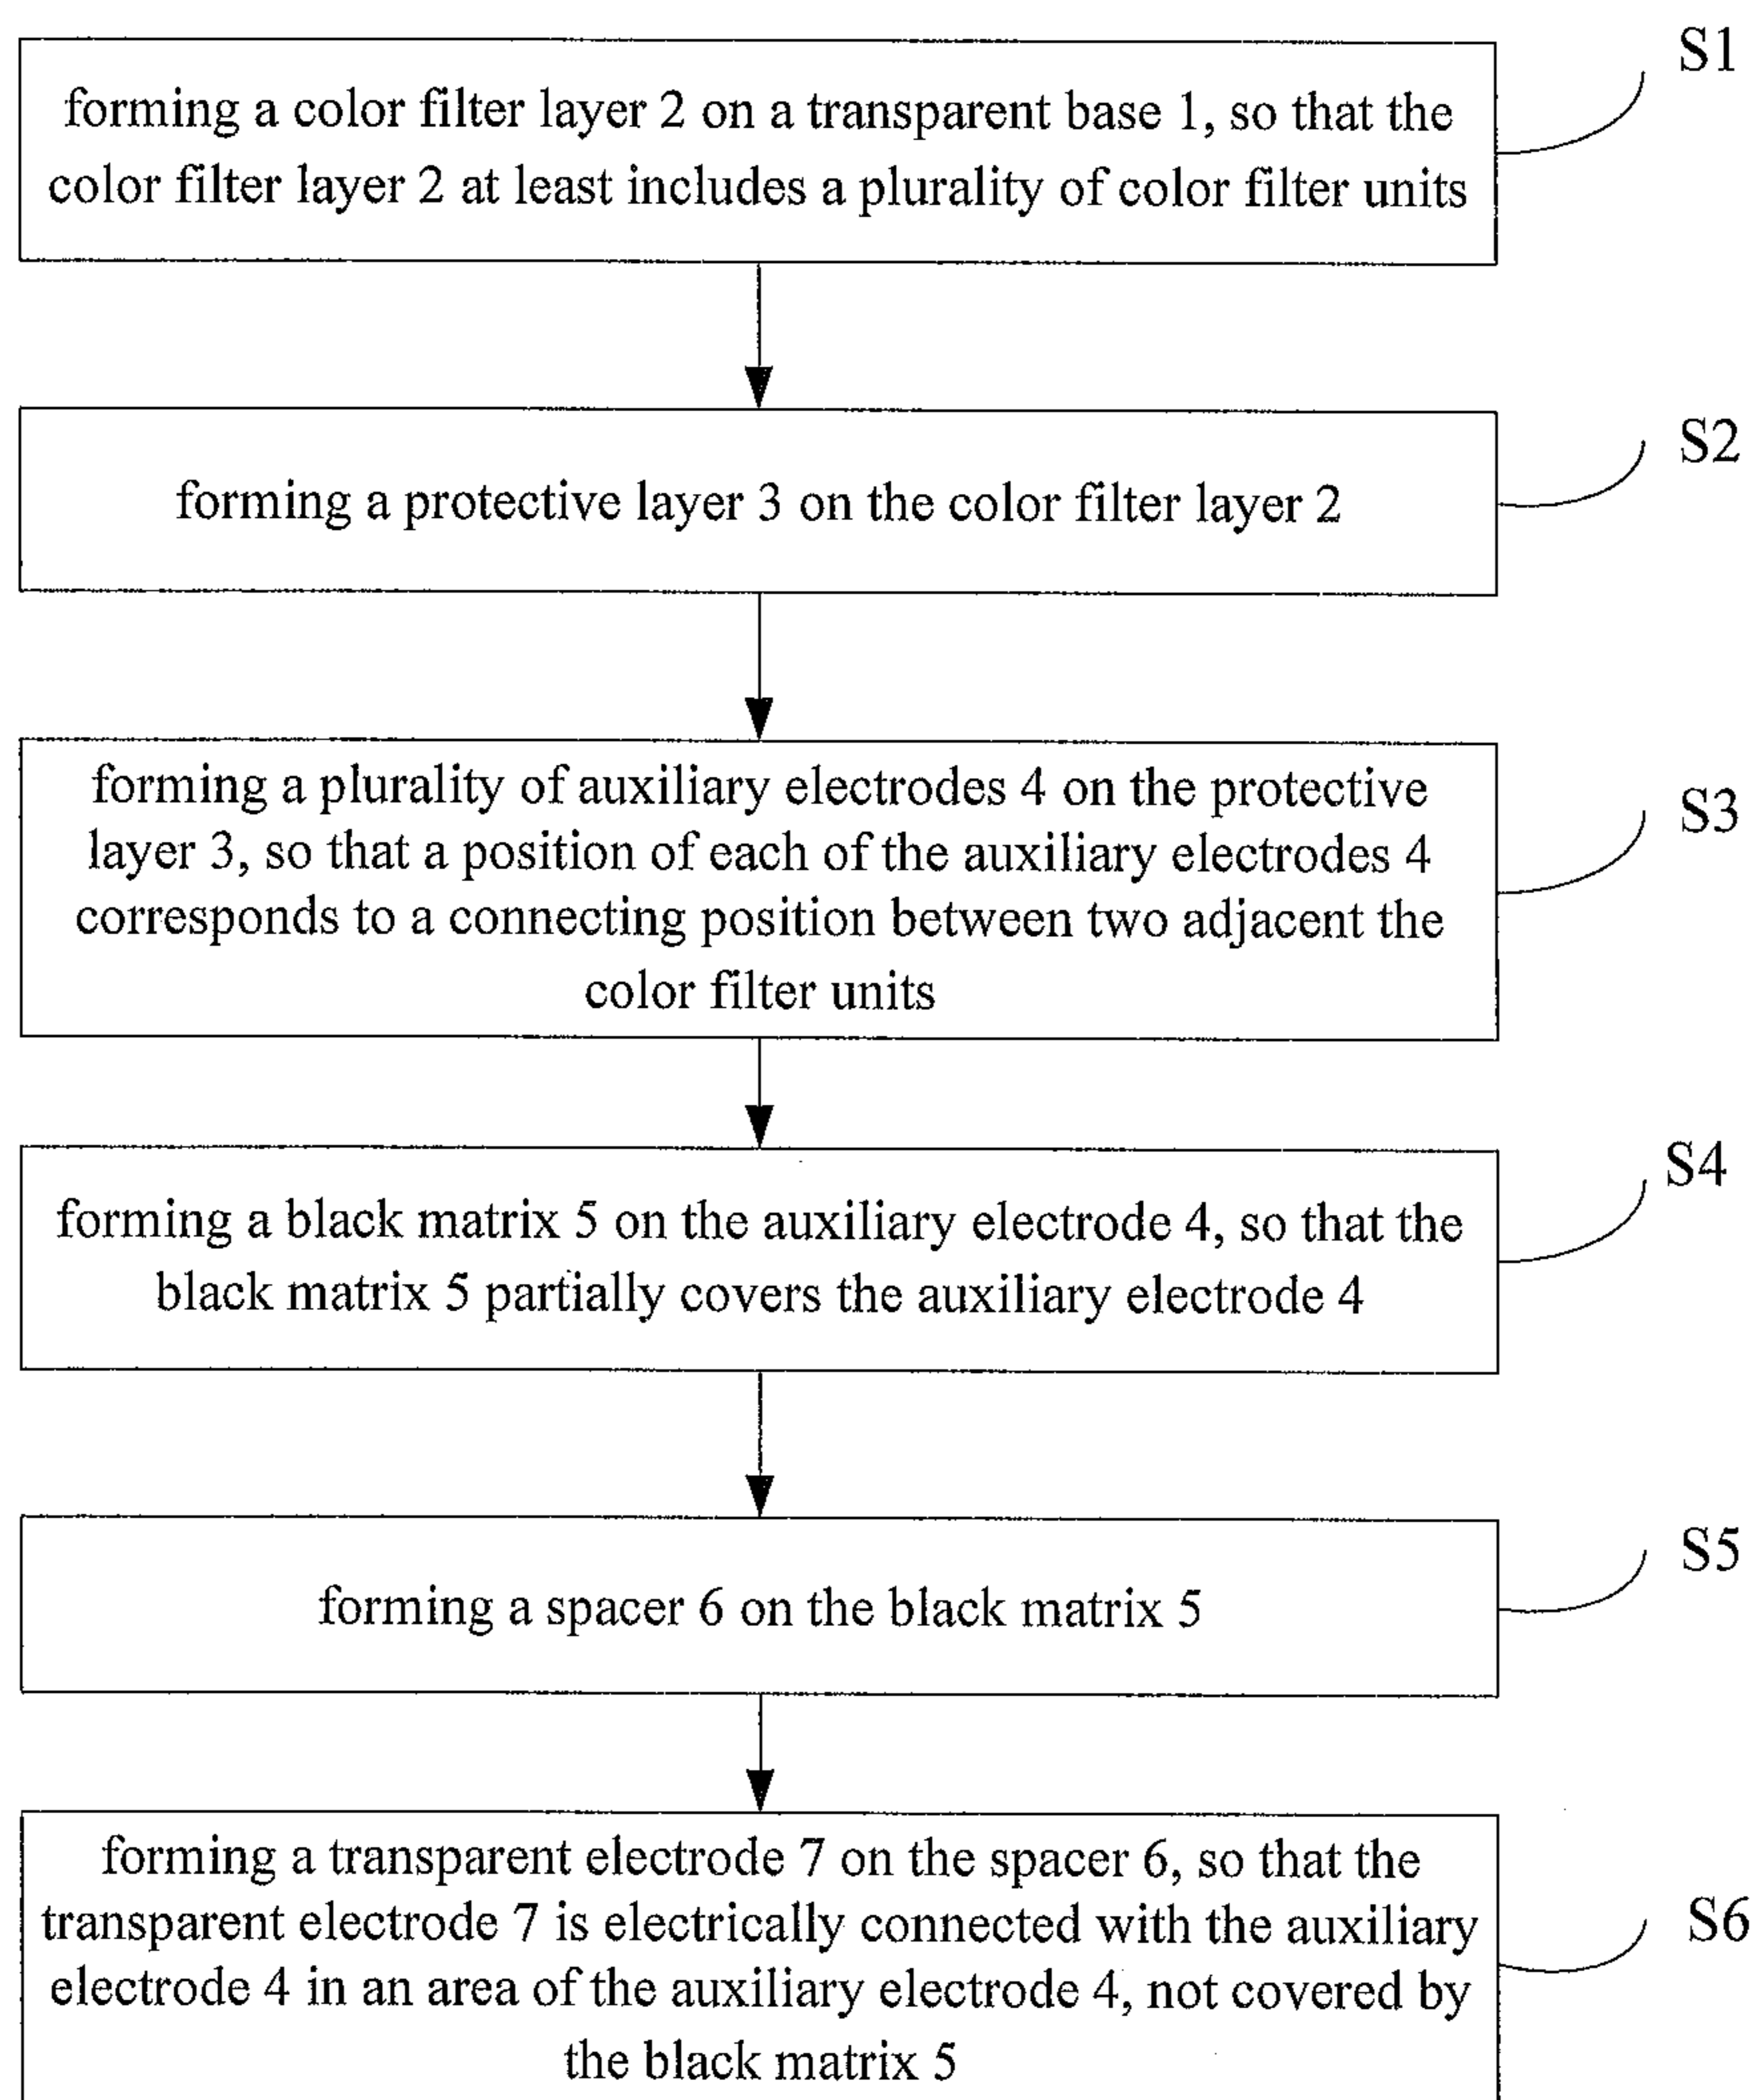 S1
forming a color filter layer 2 on a transparent base 1, so that the
color filter layer 2 at least includes a plurality of color filter units
S2
forming a protective layer 3 on the color filter layer 2
S3
forming a plurality of auxiliary electrodes 4 on the protective
layer 3, so that a position of each of the auxiliary electrodes 4
corresponds to a connecting position between two adjacent the
color filter units
S4
forming a black matrix 5 on the auxiliary electrode 4, so that the
black matrix 5 partially covers the auxiliary electrode 4
S5
forming a spacer 6 on the black matrix 5
S6
forming a transparent electrode 7 on the spacer 6, so that the
transparent electrode 7 is electrically connected with the auxiliary
electrode 4 in an area of the auxiliary electrode 4, not covered by
the black matrix 5